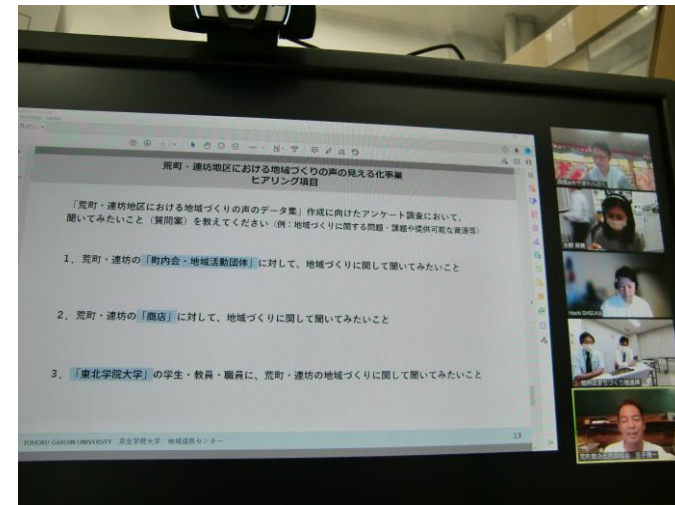 荒町・連坊地区における地域づくりの声の見える化事業
ヒアリング項目
「荒町・連坊地区における地域づくりの声のデータ集」作成に向けたアンケート調査において、
聞いてみたいこと（質問案）を教えてください（例：地域づくりに関する問題・課題や提供可能な資源等）
1．荒町・連坊の「町内会・地域活動団体」に対して、地域づくりに関して聞いてみたいこと
2．荒町・連坊の「商店」に対して、地域づくりに関して聞いてみたいこと
3．「東北学院大学」の学生・教員・職員に、荒町・連坊の地域づくりに関して聞いてみたいこと
TOHOKU GAKUIN UNIVERSITY 東北学院大学 地域連携センター
13